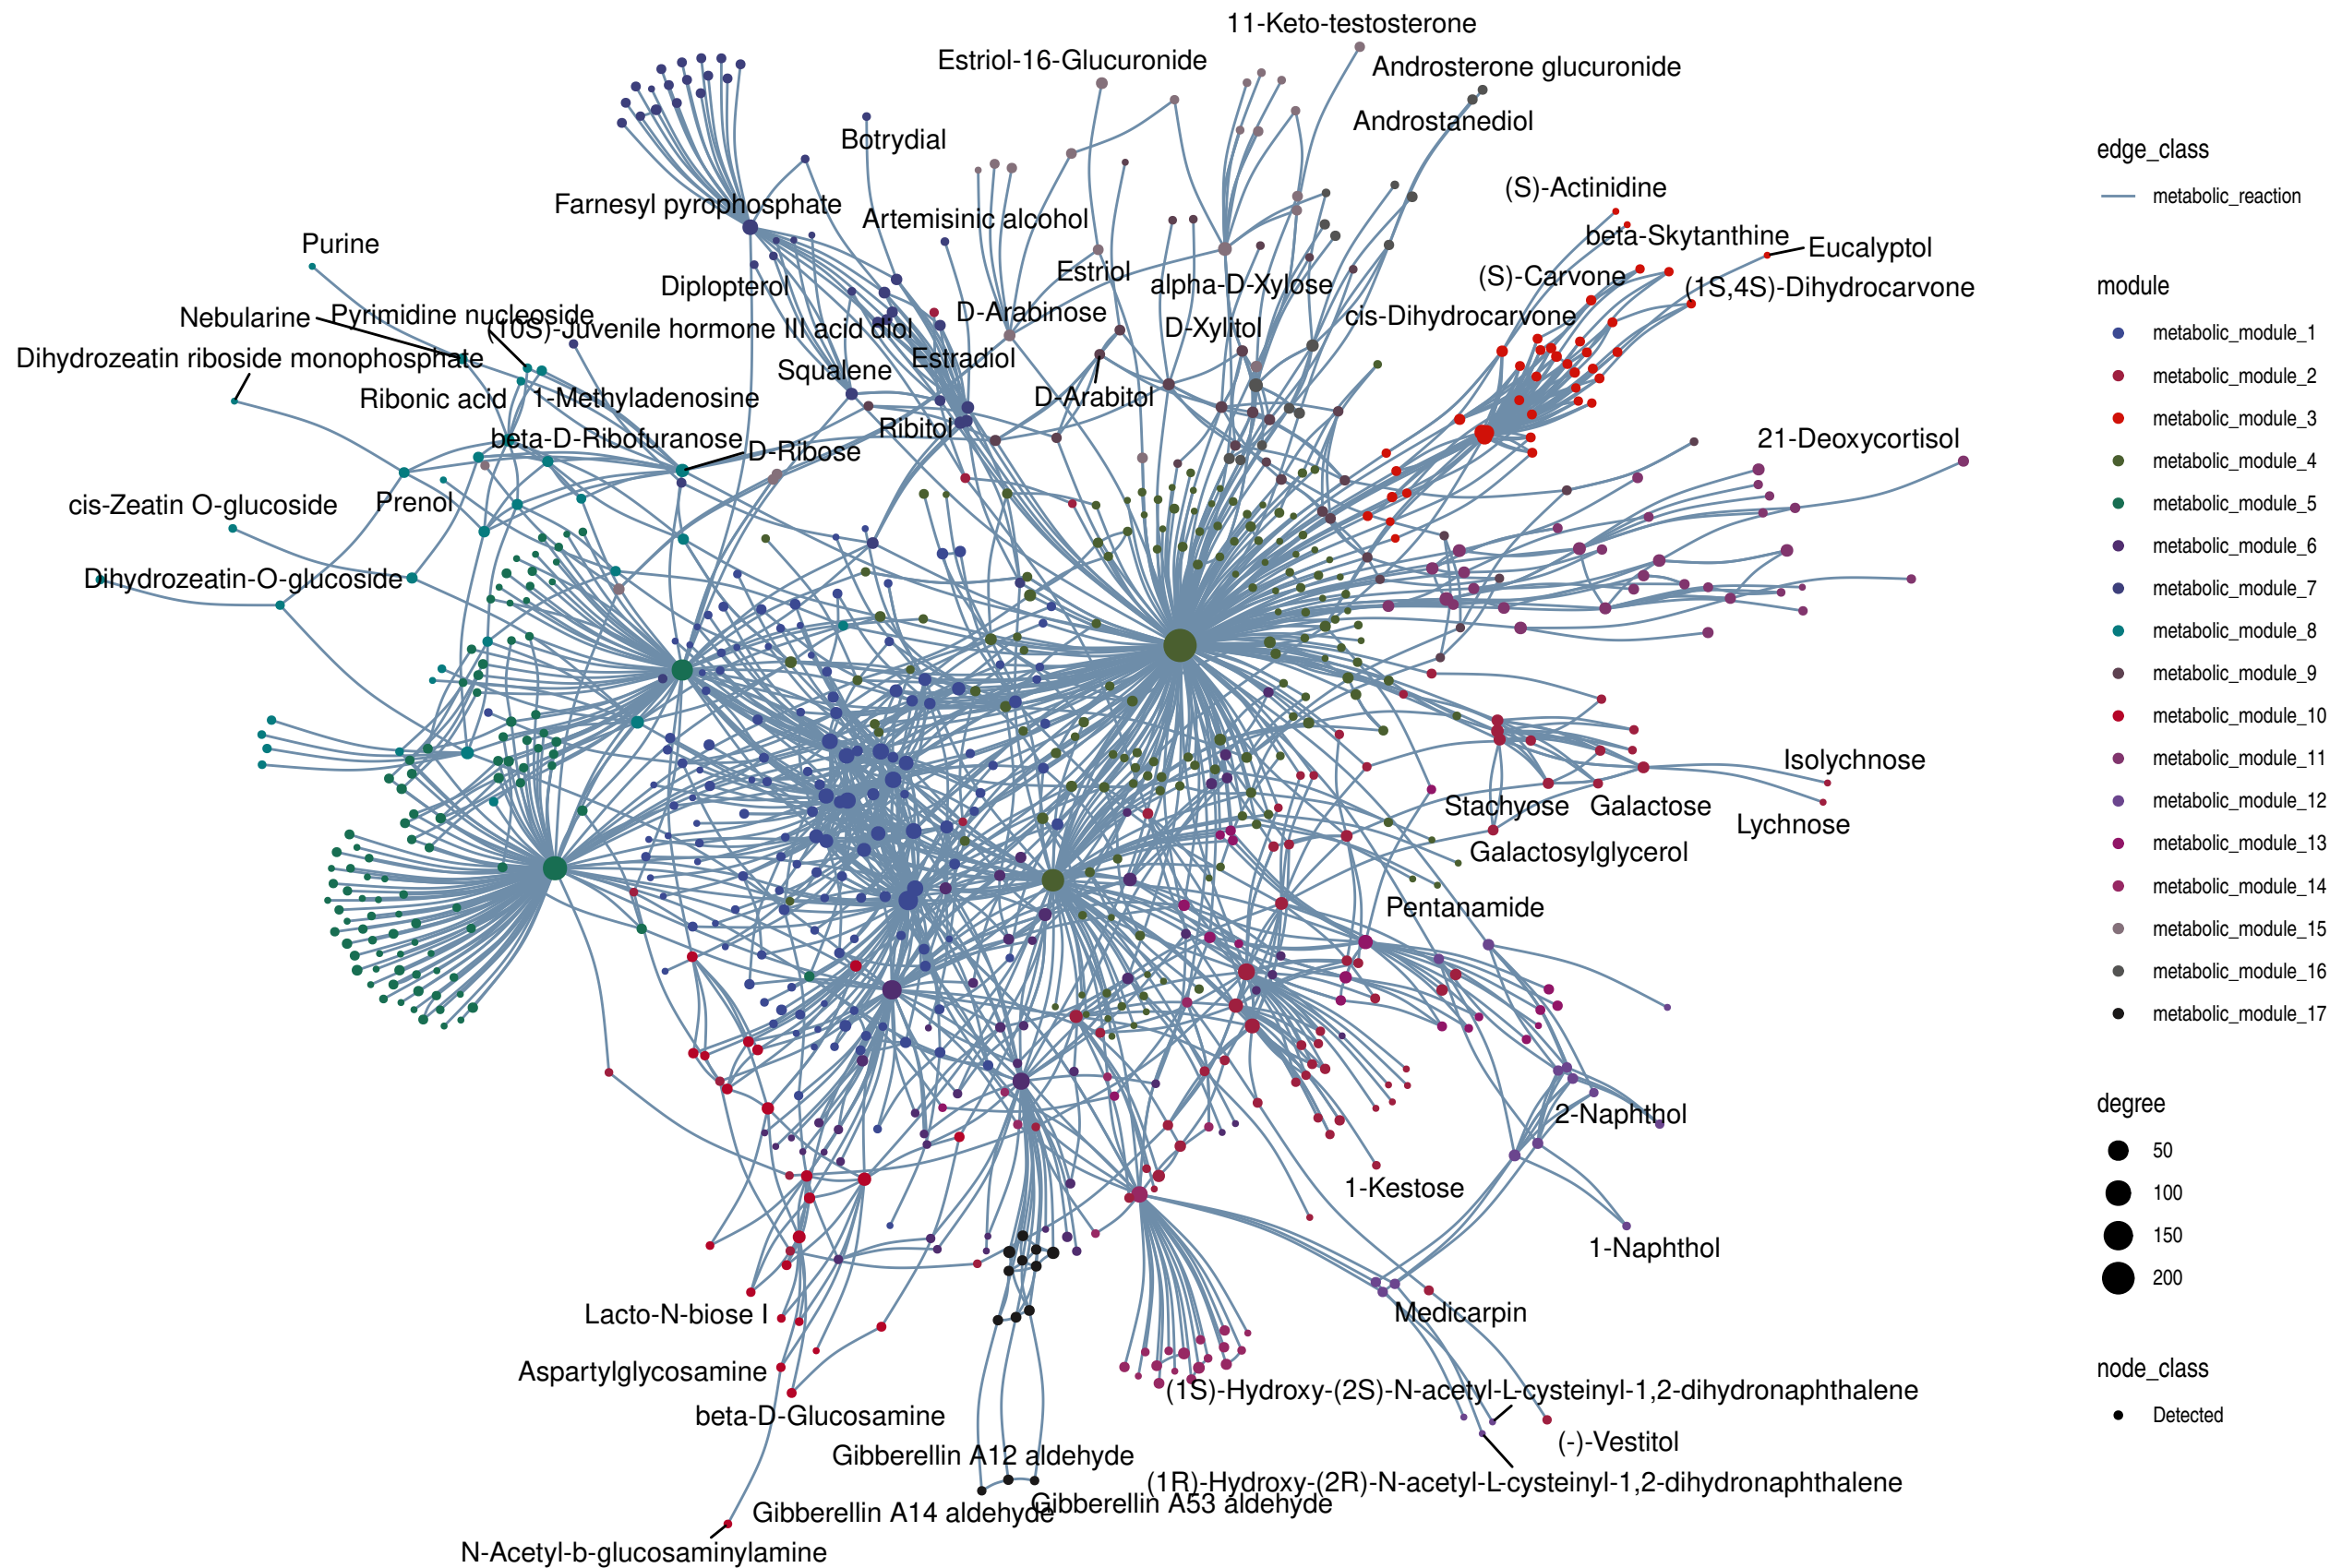 11-Keto-testosterone
Estriol-16-Glucuronide
Androsterone glucuronide
Androstanediol
Botrydial
(S)-Actinidine
Farnesyl pyrophosphate
Artemisinic alcohol
beta-Skytanthine
Eucalyptol
Purine
Estriol
(S)-Carvone
Diplopterol
alpha-D-Xylose
(1S,4S)-Dihydrocarvone
Nebularine
Pyrimidine nucleoside
D-Arabinose
cis-Dihydrocarvone
(10S)-Juvenile hormone III acid diol
D-Xylitol
Dihydrozeatin riboside monophosphate
Estradiol
Squalene
Ribonic acid
1-Methyladenosine
D-Arabitol
Ribitol
beta-D-Ribofuranose
D-Ribose
21-Deoxycortisol
Prenol
cis-Zeatin O-glucoside
Dihydrozeatin-O-glucoside
Isolychnose
Stachyose
Galactose
Lychnose
Galactosylglycerol
Pentanamide
2-Naphthol
1-Kestose
1-Naphthol
Medicarpin
Lacto-N-biose I
Aspartylglycosamine
(1S)-Hydroxy-(2S)-N-acetyl-L-cysteinyl-1,2-dihydronaphthalene
beta-D-Glucosamine
(-)-Vestitol
Gibberellin A12 aldehyde
(1R)-Hydroxy-(2R)-N-acetyl-L-cysteinyl-1,2-dihydronaphthalene
Gibberellin A53 aldehyde
Gibberellin A14 aldehyde
N-Acetyl-b-glucosaminylamine
edge_class
metabolic_reaction
module
metabolic_module_1
metabolic_module_2
metabolic_module_3
metabolic_module_4
metabolic_module_5
metabolic_module_6
metabolic_module_7
metabolic_module_8
metabolic_module_9
metabolic_module_10
metabolic_module_11
metabolic_module_12
metabolic_module_13
metabolic_module_14
metabolic_module_15
metabolic_module_16
metabolic_module_17
degree
50
100
150
200
node_class
Detected